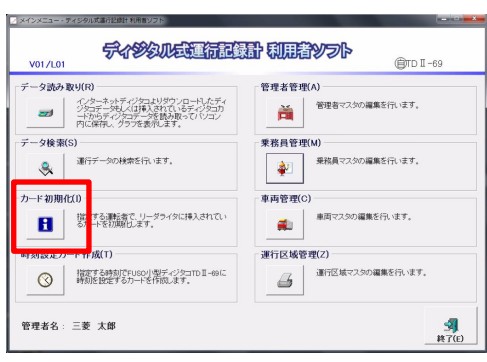 メインメニュー - ディジタル式運行記録計 利用者ソフト
ディジタル式運行記録計 利用者ソフト
V01/L01
自TDⅡ-69
データ読み取り(R)
インターネットディジタコよりダウンロードしたディ
ジタコデータもしくは挿入されているディジタコカ
ードからディジタコデータを読み取ってパソコン
内に保存し、グラフを表示します。
データ検索(S)
運行データの検索を行います。
カード初期化(I)
指定する運転者で、リーダライタに挿入されてい
るカードを初期化します。
時刻設定カード作成(T)
指定する時刻でFUSO小型ディジタコTDⅡ-69に
時刻を設定するカードを作成します。
管理者管理(A)
管理者マスタの編集を行います。
乗務員管理(M)
乗務員マスタの編集を行います。
車両管理(C)
車両マスタの編集を行います。
運行区域管理(Z)
運行区域マスタの編集を行います。
管理者名: 三菱 太郎
終了(E)